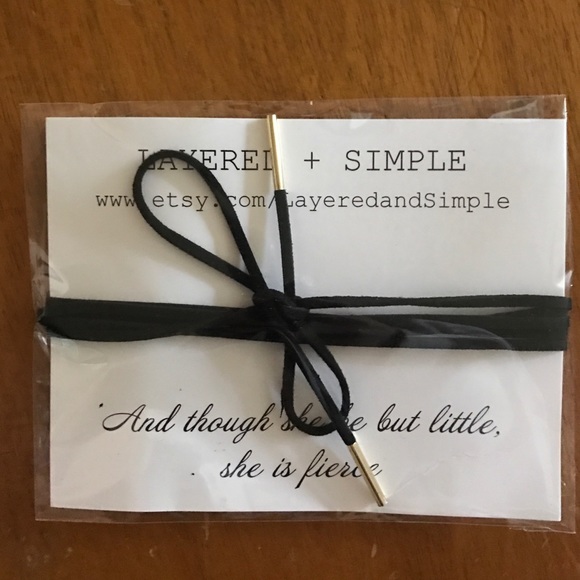 LAYERED + SIMPLE
www.etsy.com/LayeredandSimple
"And though she be but little,
she is fierce